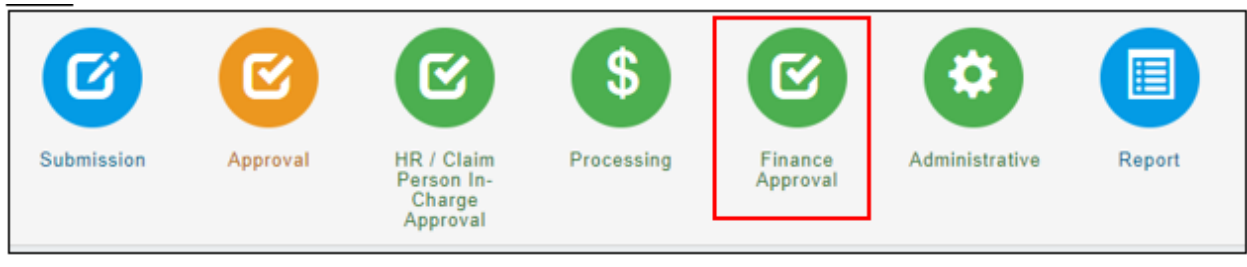 Submission
Approval
HR / Claim
Person In-
Charge
Approval
Processing
Finance
Approval
Administrative
Report